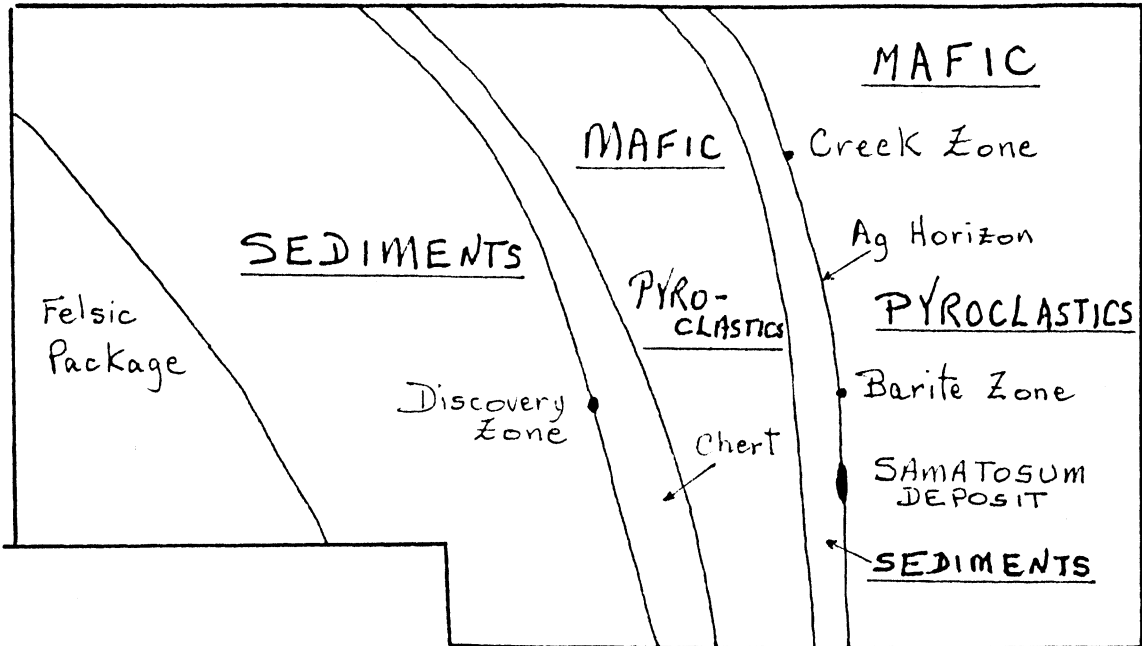 MAFIC
MAFIC
Creek Zone
Ag Horizon
SEDIMENTS
PYRO-
CLASTICS
PYROCLASTICS
Felsic
Package
Discovery
Zone
Barite Zone
Chert
SAMATOSUM
DEPOSIT
SEDIMENTS